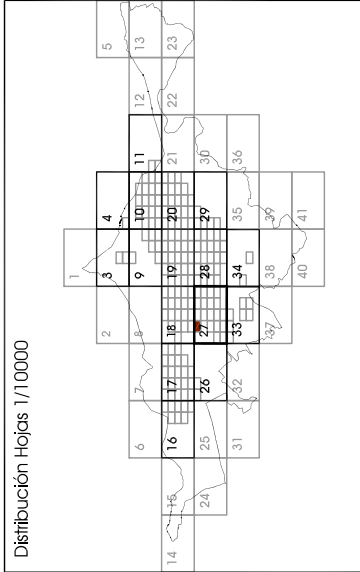 Distribución Hojas 1/10000
1
2 3 4 5
6 7 8 9 10 11 12 13
14 15 16 17 18 19 20 21 22 23
24 25 26 27 28 29 30
31 32 33 34 35 36
37 38 39
40 41